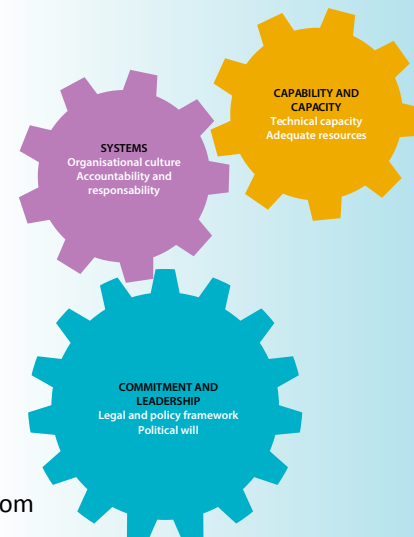 CAPABILITY AND
CAPACITY
Technical capacity
Adequate resources
SYSTEMS
Organisational culture
Accountability and
responsability
COMMITMENT AND
LEADERSHIP
Legal and policy framework
Political will
om